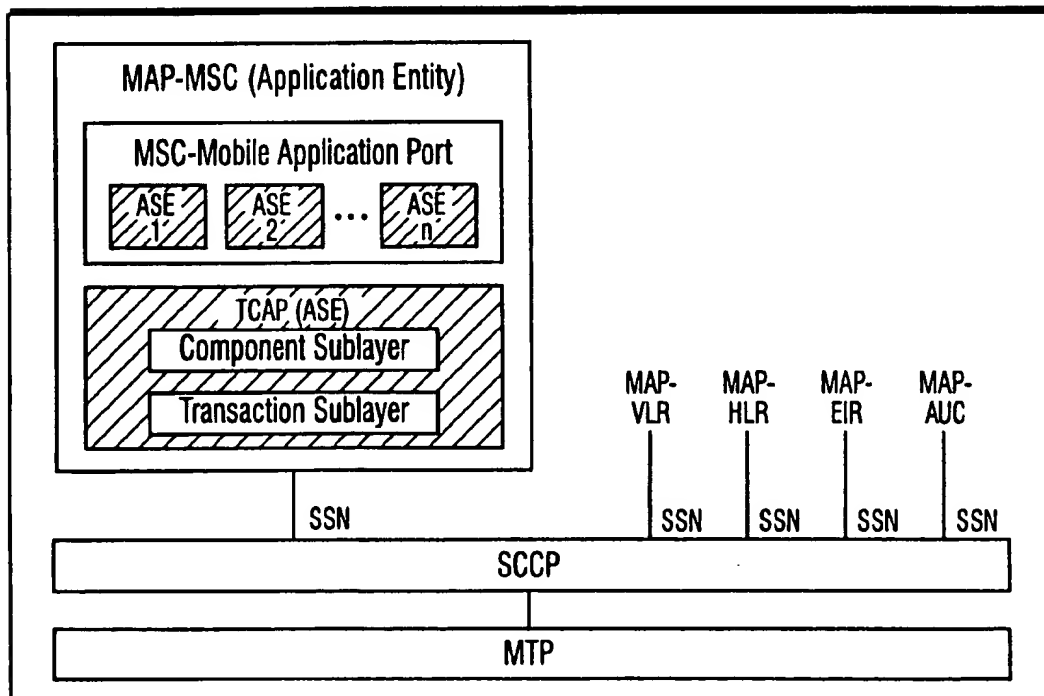 MAP-MSC (Application Entity)
MSC-Mobile Application Port
ASE
1
ASE
2
...
ASE
n
TCAP (ASE)
Component Sublayer
Transaction Sublayer
MAP-
VLR
MAP-
HLR
MAP-
EIR
MAP-
AUC
SSN
SSN
SSN
SSN
SSN
SCCP
MTP